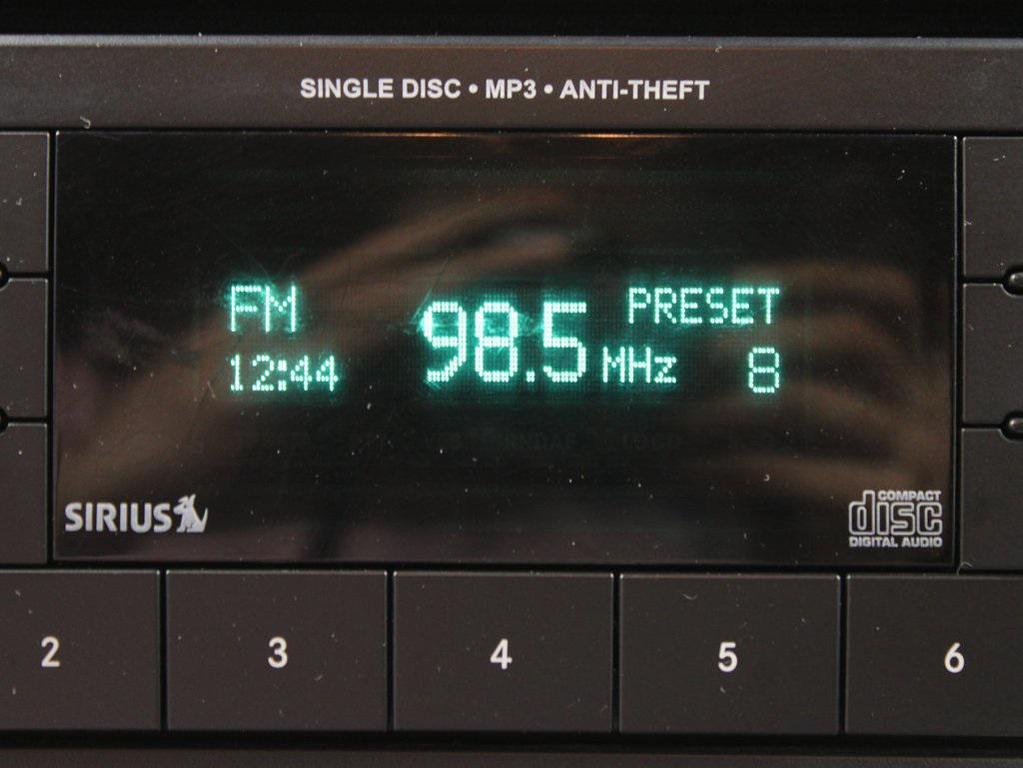 SINGLE DISC • MP3 • ANTI-THEFT
FM 98.5 MHz PRESET
12:44 8
SIRIUS
COMPACT
disc
DIGITAL AUDIO
2 3 4 5 6